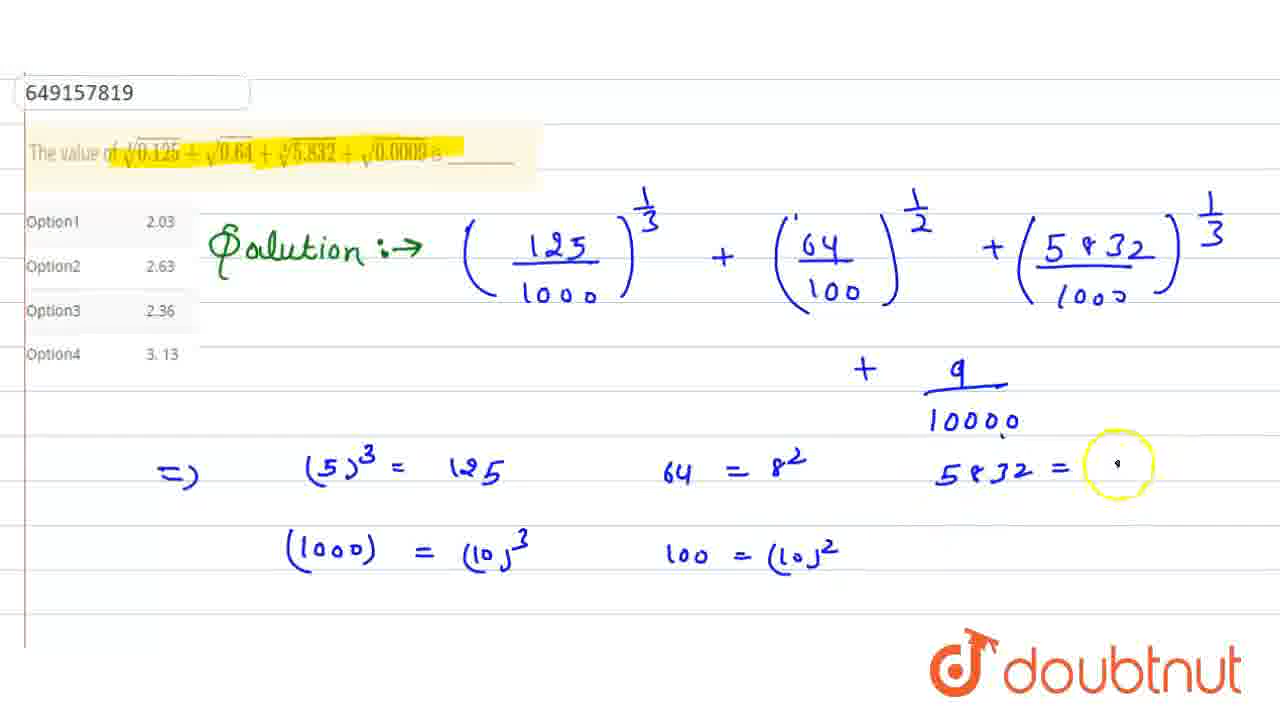 649157819
The value of ∛0.125 + √0.64 + ∛5.832 + √0.0009 is ______
Option1 2.03
Option2 2.63
Option3 2.36
Option4 3. 13
Solution :→ (125/1000)^1/3 + (64/100)^1/2 + (5832/1000)^1/3
+ 9/10000
=) (5)^3 = 125 64 = 8^2 5832 =
(1000) = (10)^3 100 = (10)^2
doubtnut